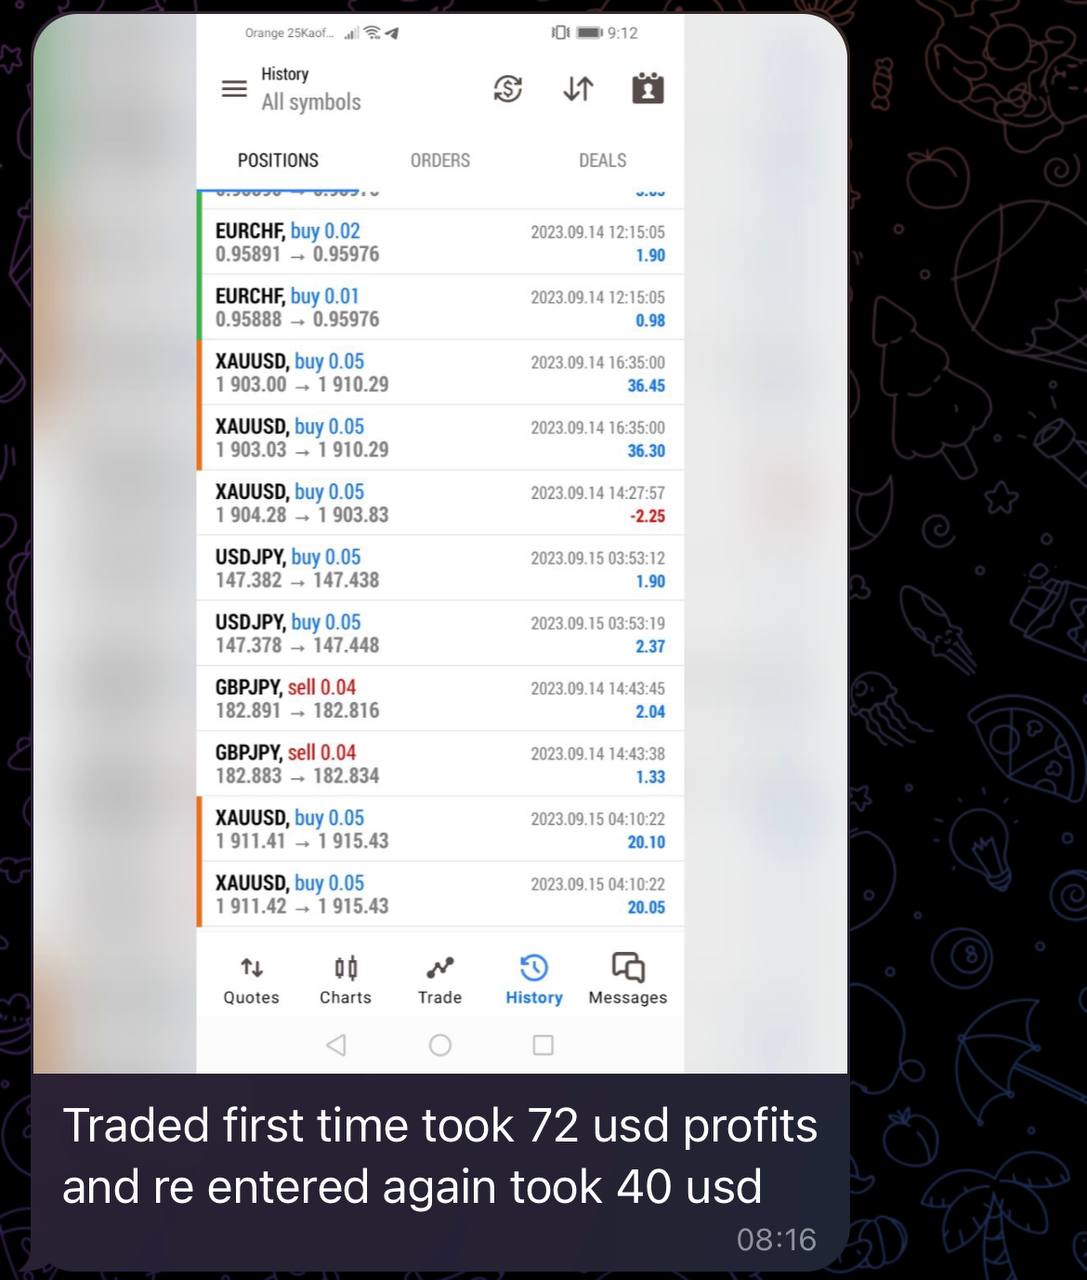 Orange 25Kaof... 9:12
History
All symbols
POSITIONS ORDERS DEALS
EURCHF, buy 0.02 2023.09.14 12:15:05
0.95891 → 0.95976 1.90
EURCHF, buy 0.01 2023.09.14 12:15:05
0.95888 → 0.95976 0.98
XAUUSD, buy 0.05 2023.09.14 16:35:00
1 903.00 → 1 910.29 36.45
XAUUSD, buy 0.05 2023.09.14 16:35:00
1 903.03 → 1 910.29 36.30
XAUUSD, buy 0.05 2023.09.14 14:27:57
1 904.28 → 1 903.83 -2.25
USDJPY, buy 0.05 2023.09.15 03:53:12
147.382 → 147.438 1.90
USDJPY, buy 0.05 2023.09.15 03:53:19
147.378 → 147.448 2.37
GBPJPY, sell 0.04 2023.09.14 14:43:45
182.891 → 182.816 2.04
GBPJPY, sell 0.04 2023.09.14 14:43:38
182.883 → 182.834 1.33
XAUUSD, buy 0.05 2023.09.15 04:10:22
1 911.41 → 1 915.43 20.10
XAUUSD, buy 0.05 2023.09.15 04:10:22
1 911.42 → 1 915.43 20.05
Quotes Charts Trade History Messages
Traded first time took 72 usd profits
and re entered again took 40 usd
08:16